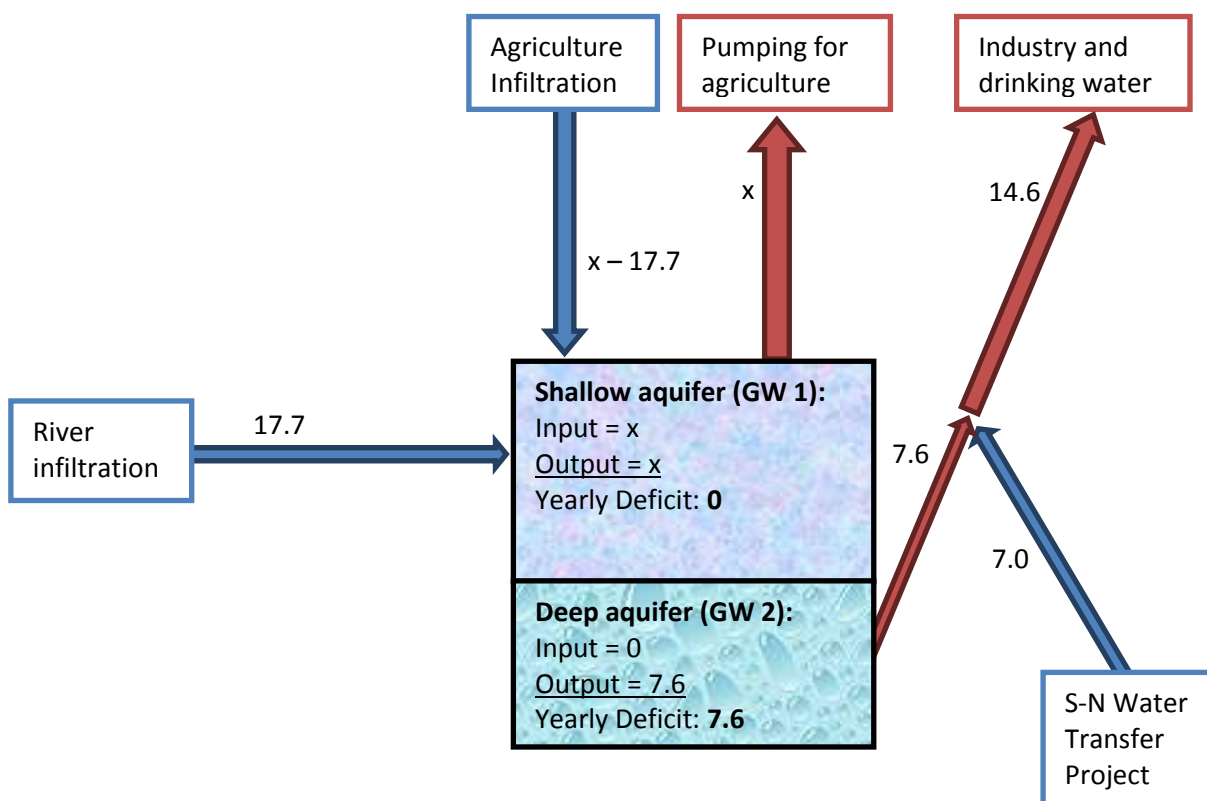 Agriculture
Infiltration
Pumping for
agriculture
Industry and
drinking water
x
14.6
x – 17.7
River
infiltration
17.7
Shallow aquifer (GW 1):
Input = x
Output = x
Yearly Deficit: 0
7.6
7.0
Deep aquifer (GW 2):
Input = 0
Output = 7.6
Yearly Deficit: 7.6
S-N Water
Transfer
Project